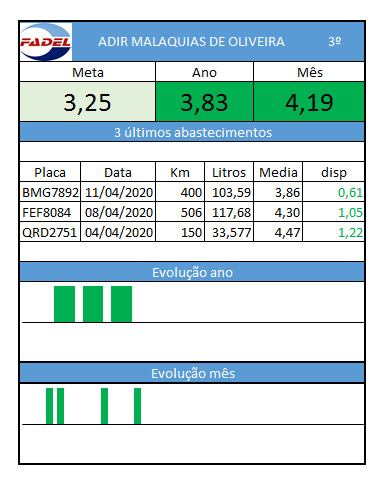 FADEL ADIR MALAQUIAS DE OLIVEIRA 3º
Meta Ano Mês
3,25 3,83 4,19
3 últimos abastecimentos
Placa Data Km Litros Media disp
BMG7892 11/04/2020 400 103,59 3,86 0,61
FEF8084 08/04/2020 506 117,68 4,30 1,05
QRD2751 04/04/2020 150 33,577 4,47 1,22
Evolução ano
Evolução mês